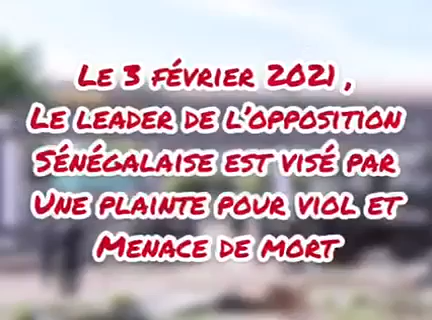 Le 3 février 2021,
Le leader de l'opposition
Sénégalaise est visé par
Une plainte pour viol et
Menace de mort